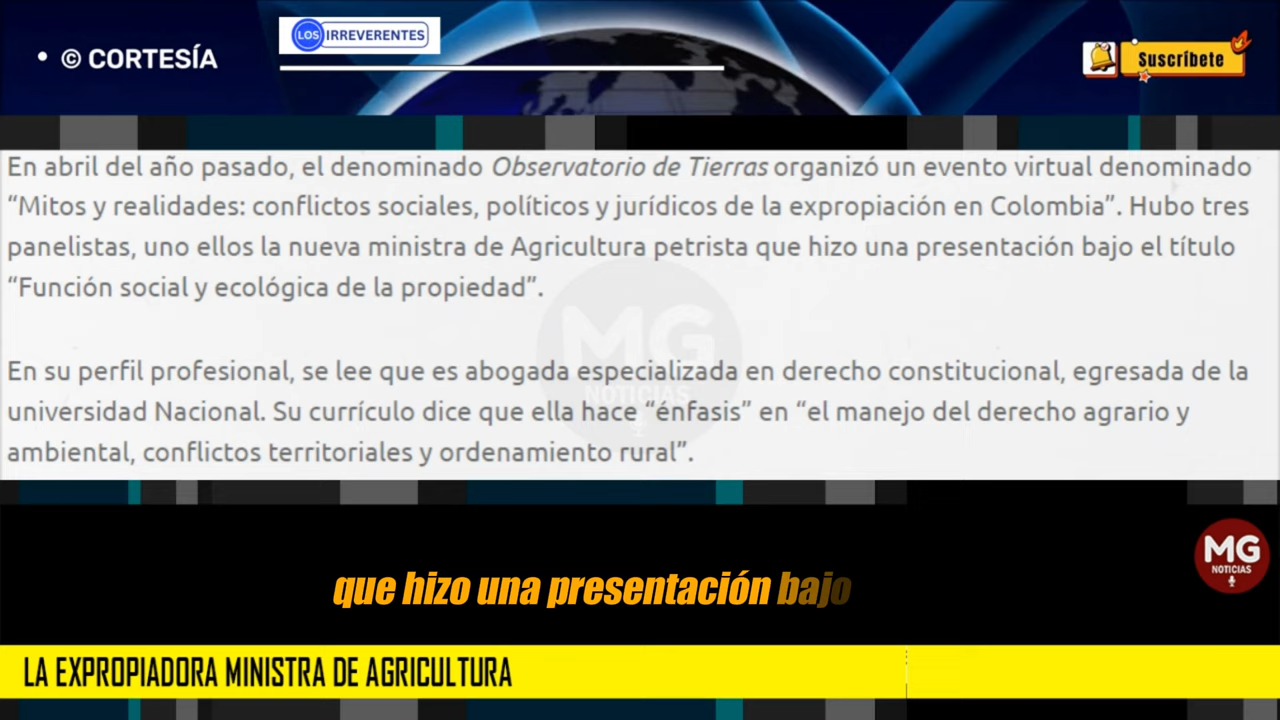 • © CORTESÍA
LOS IRREVERENTES
Suscríbete
En abril del año pasado, el denominado Observatorio de Tierras organizó un evento virtual denominado
“Mitos y realidades: conflictos sociales, políticos y jurídicos de la expropiación en Colombia”. Hubo tres
panelistas, uno ellos la nueva ministra de Agricultura petrista que hizo una presentación bajo el título
“Función social y ecológica de la propiedad”.
En su perfil profesional, se lee que es abogada especializada en derecho constitucional, egresada de la
universidad Nacional. Su currículo dice que ella hace “énfasis” en “el manejo del derecho agrario y
ambiental, conflictos territoriales y ordenamiento rural”.
MG
NOTICIAS
que hizo una presentación bajo
MG
NOTICIAS
LA EXPROPIADORA MINISTRA DE AGRICULTURA